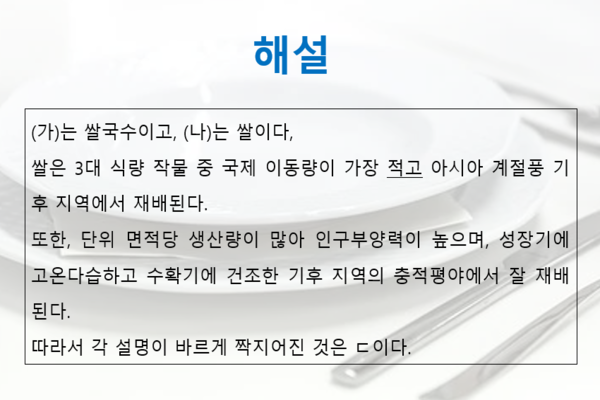 해설
(가)는 쌀국수이고, (나)는 쌀이다,
쌀은 3대 식량 작물 중 국제 이동량이 가장 적고 아시아 계절풍 기
후 지역에서 재배된다.
또한, 단위 면적당 생산량이 많아 인구부양력이 높으며, 성장기에
고온다습하고 수확기에 건조한 기후 지역의 충적평야에서 잘 재배
된다.
따라서 각 설명이 바르게 짝지어진 것은 ㄷ이다.